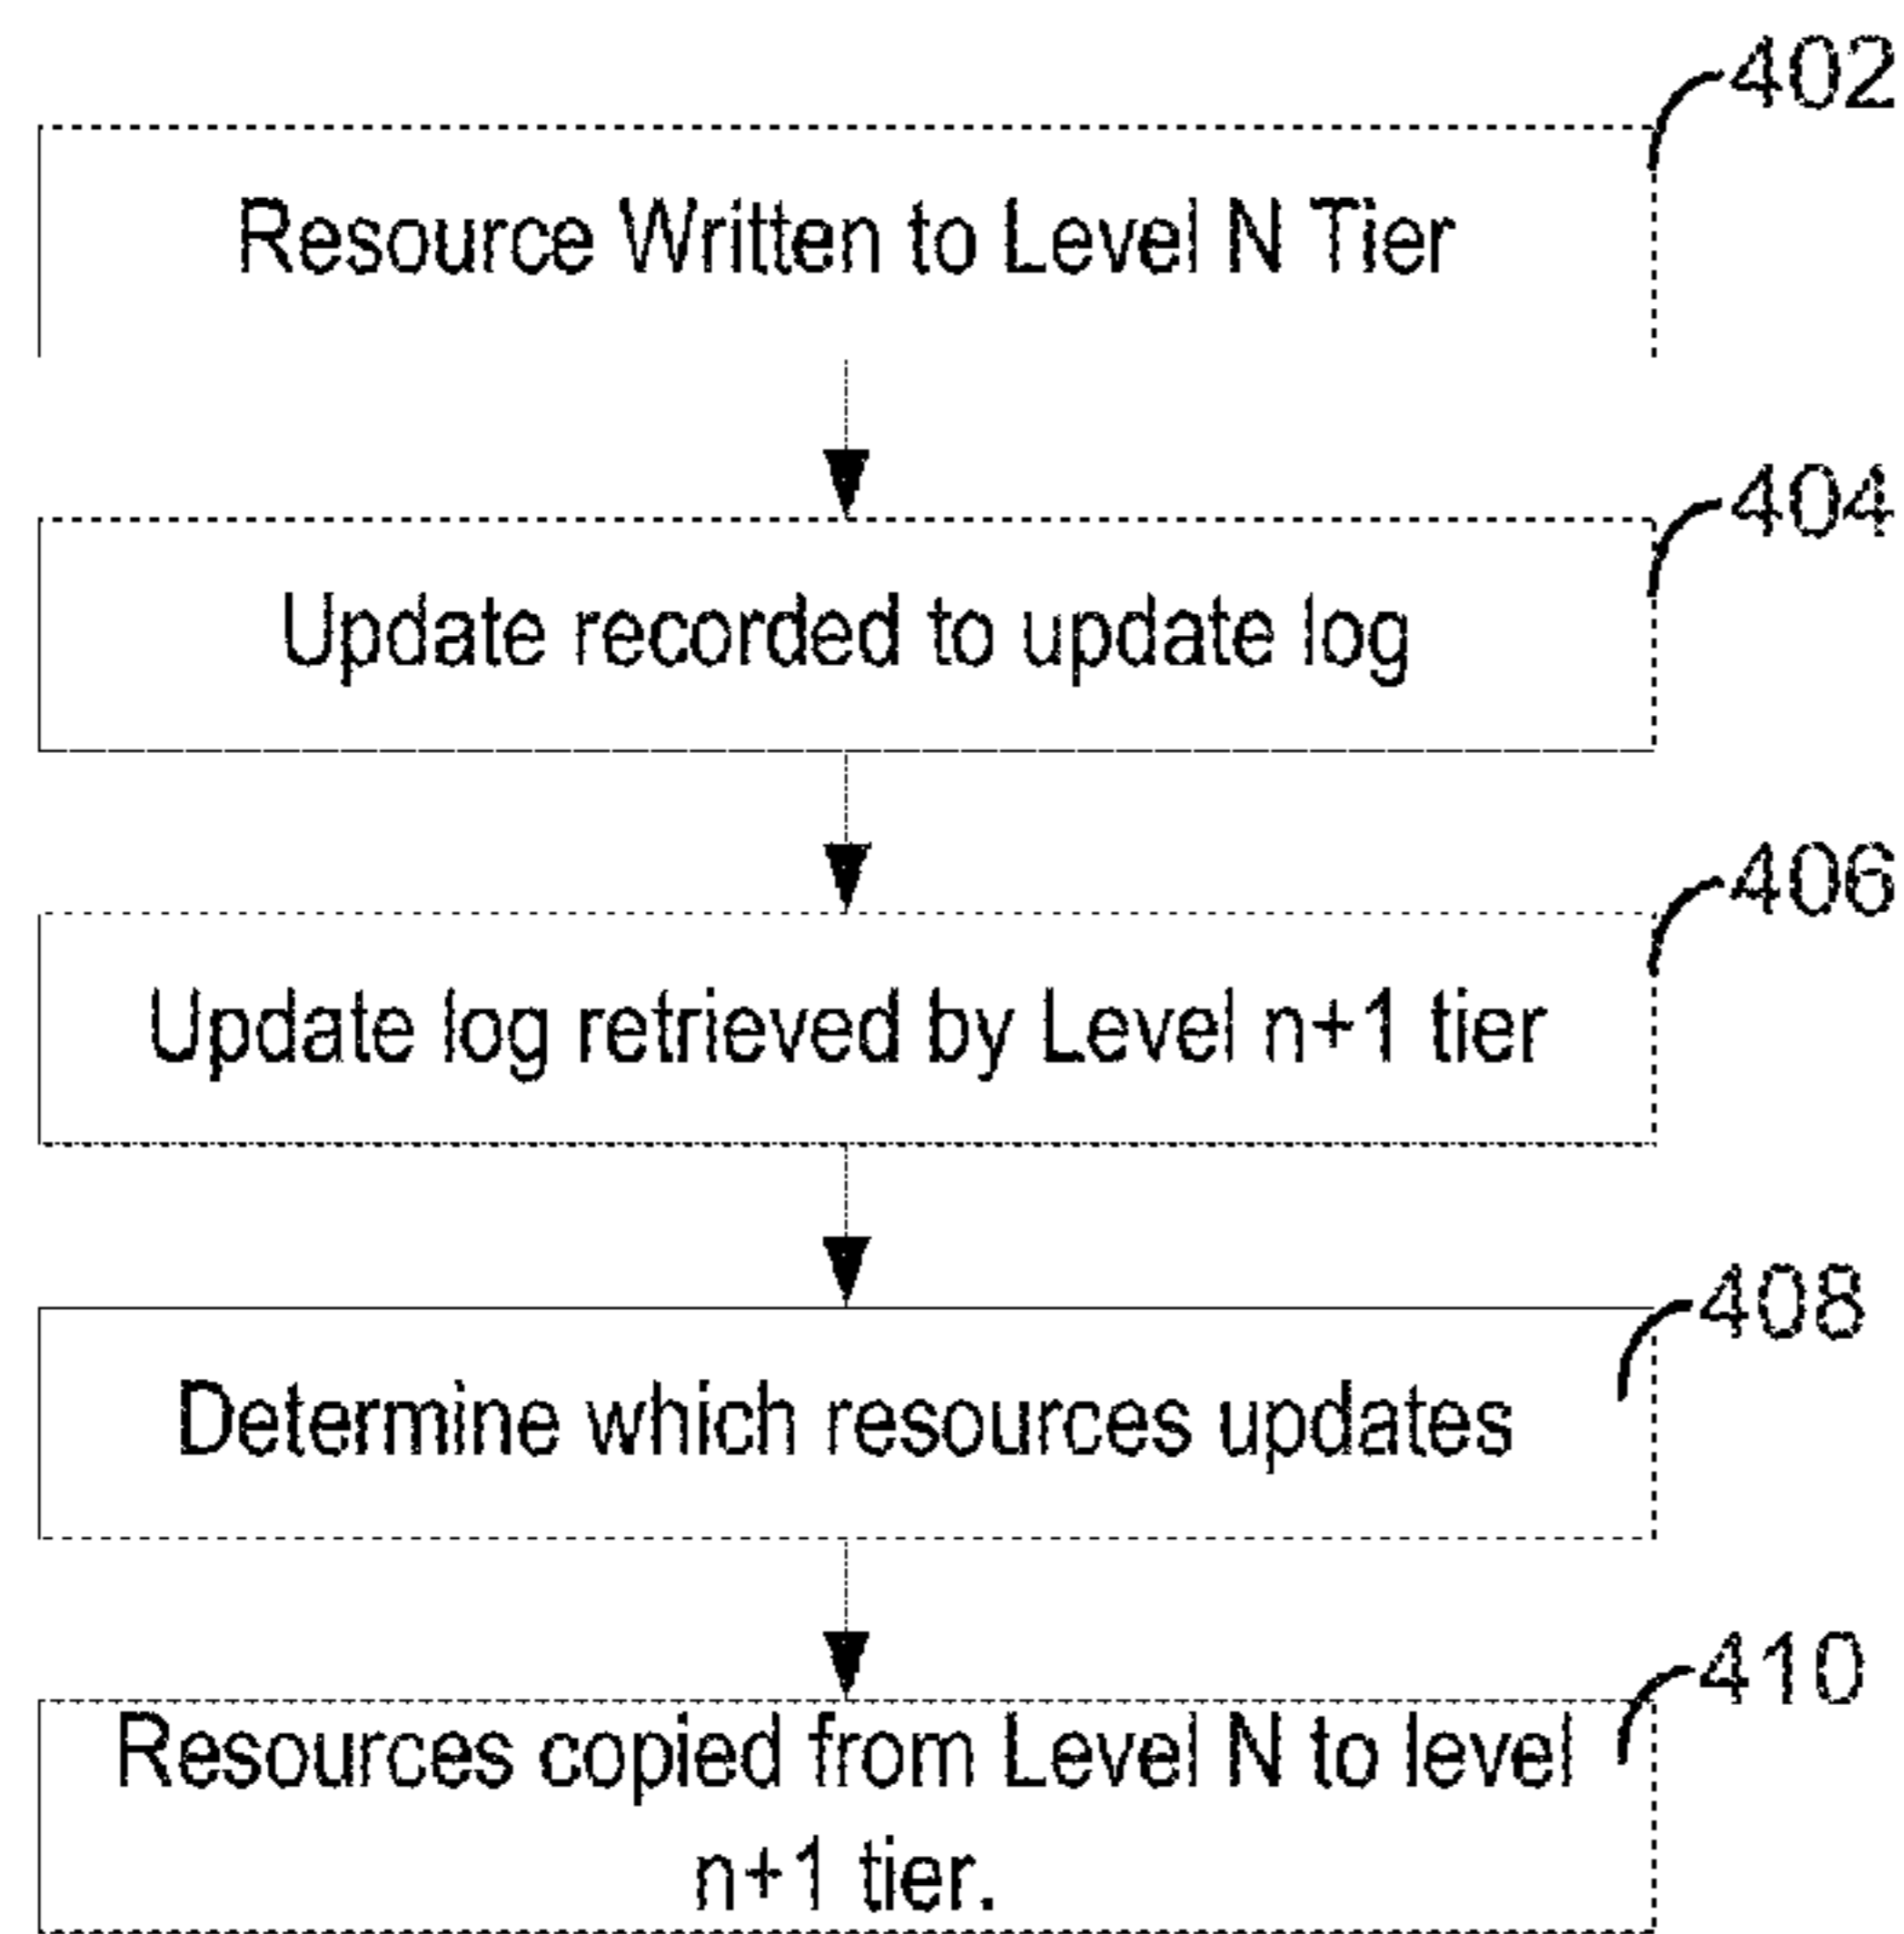 402
Resource Written to Level N Tier
404
Update recorded to update log
406
Update log retrieved by Level n+1 tier
408
Determine which resources updates
410
Resources copied from Level N to level
n+1 tier.